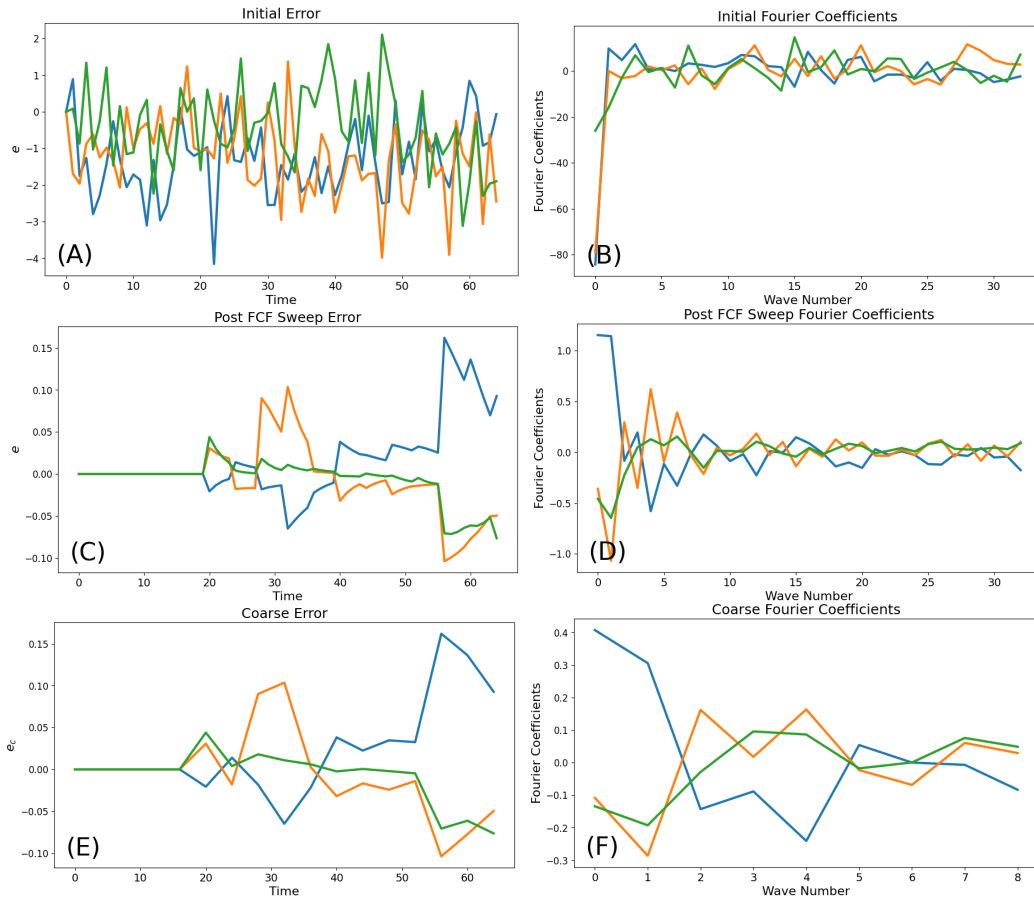 Initial Error
2
1
0
−1
−2
−3
−4
e
(A)
0 10 20 30 40 50 60
Time
Initial Fourier Coefficients
0
−20
−40
−60
−80
Fourier Coefficients
(B)
0 5 10 15 20 25 30
Wave Number
Post FCF Sweep Error
0.15
0.10
0.05
0.00
−0.05
−0.10
e
(C)
0 10 20 30 40 50 60
Time
Post FCF Sweep Fourier Coefficients
1.0
0.5
0.0
−0.5
−1.0
Fourier Coefficients
(D)
0 5 10 15 20 25 30
Wave Number
Coarse Error
0.15
0.10
0.05
0.00
−0.05
−0.10
e_c
(E)
0 10 20 30 40 50 60
Time
Coarse Fourier Coefficients
0.4
0.3
0.2
0.1
0.0
−0.1
−0.2
−0.3
Fourier Coefficients
(F)
0 1 2 3 4 5 6 7 8
Wave Number